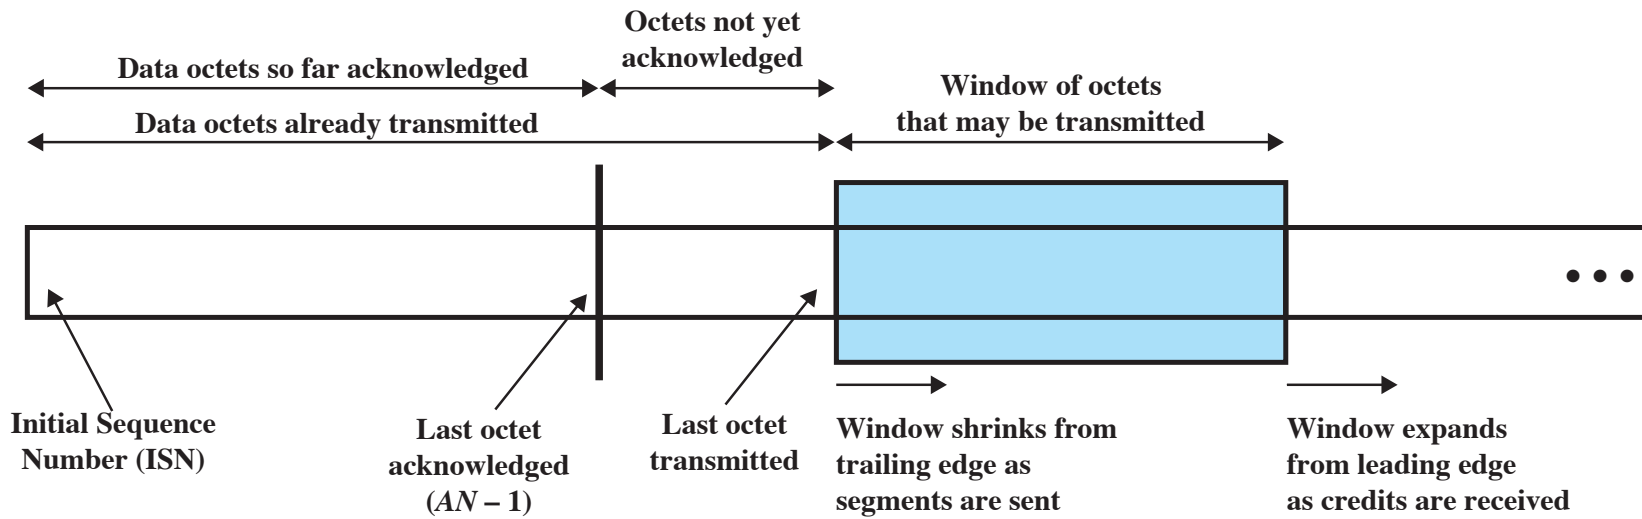 Octets not yet
acknowledged
Data octets so far acknowledged
Window of octets
that may be transmitted
Data octets already transmitted
Initial Sequence
Number (ISN)
Last octet
acknowledged
(AN – 1)
Last octet
transmitted
Window shrinks from
trailing edge as
segments are sent
Window expands
from leading edge
as credits are received